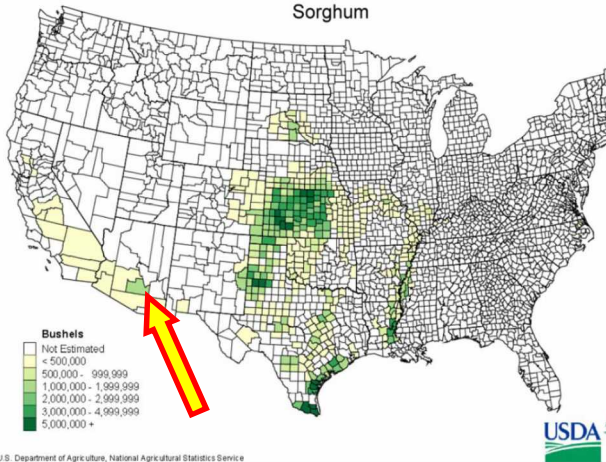 Sorghum
Bushels
Not Estimated
< 500,000
500,000 - 999,999
1,000,000 - 1,999,999
2,000,000 - 2,999,999
3,000,000 - 4,999,999
5,000,000 +
USDA
U.S. Department of Agriculture, National Agricultural Statistics Service